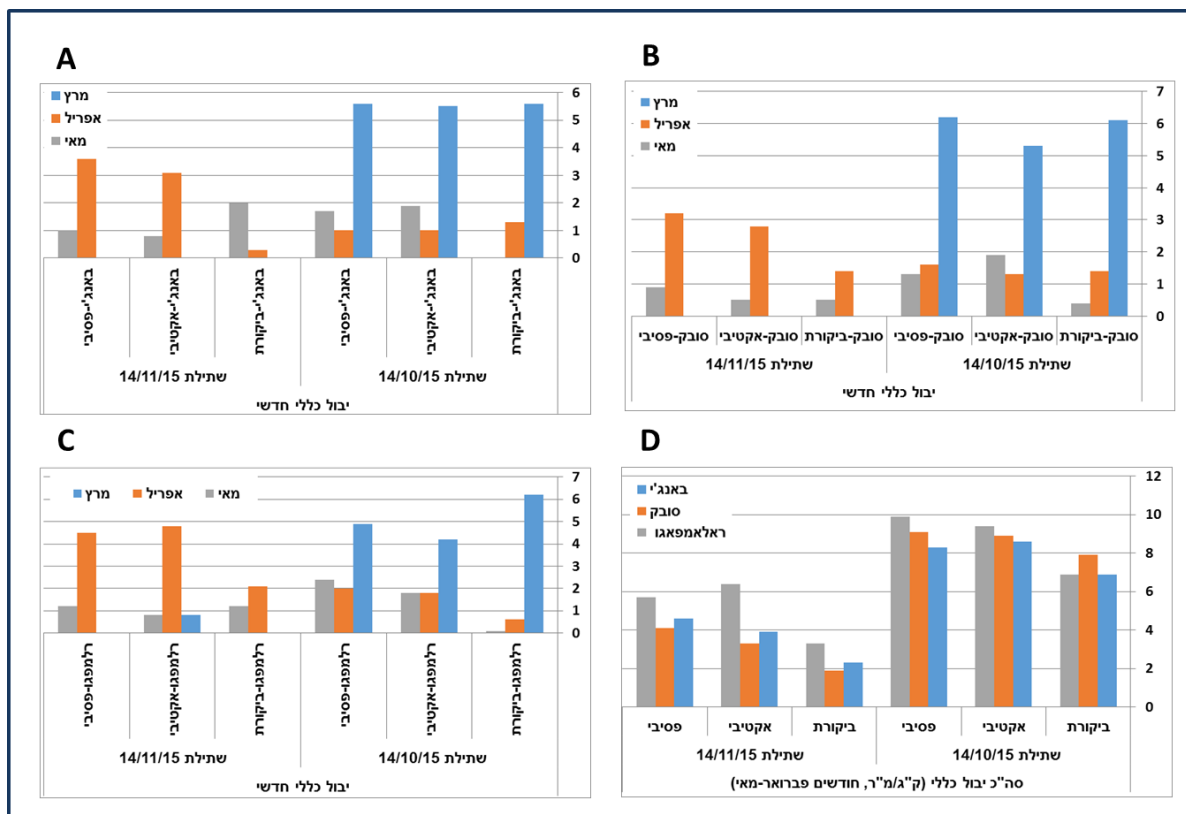 A
מרץ
אפריל
מאי
6
5
4
3
2
1
0
באנג'י-ביקורת
באנג'י-אקטיבי
באנג'י-פסיבי
באנג'י-ביקורת
באנג'י-אקטיבי
באנג'י-פסיבי
שתילת 14/10/15
שתילת 14/11/15
יבול כללי חדשי
B
מרץ
אפריל
מאי
7
6
5
4
3
2
1
0
סובק-ביקורת סובק-אקטיבי סובק-פסיבי סובק-ביקורת סובק-אקטיבי סובק-פסיבי
שתילת 14/10/15
שתילת 14/11/15
יבול כללי חדשי
C
מרץ אפריל מאי
7
6
5
4
3
2
1
0
רלמפגו-ביקורת
רלמפגו-אקטיבי
רלמפגו-פסיבי
רלמפגו-ביקורת
רלמפגו-אקטיבי
רלמפגו-פסיבי
שתילת 14/10/15
שתילת 14/11/15
יבול כללי חדשי
D
באנג'י
סובק
ראלאמפאגו
12
10
8
6
4
2
0
ביקורת אקטיבי פסיבי ביקורת אקטיבי פסיבי
שתילת 14/10/15
שתילת 14/11/15
סה"כ יבול כללי (ק"ג/מ"ר, חודשים פברואר-מאי)